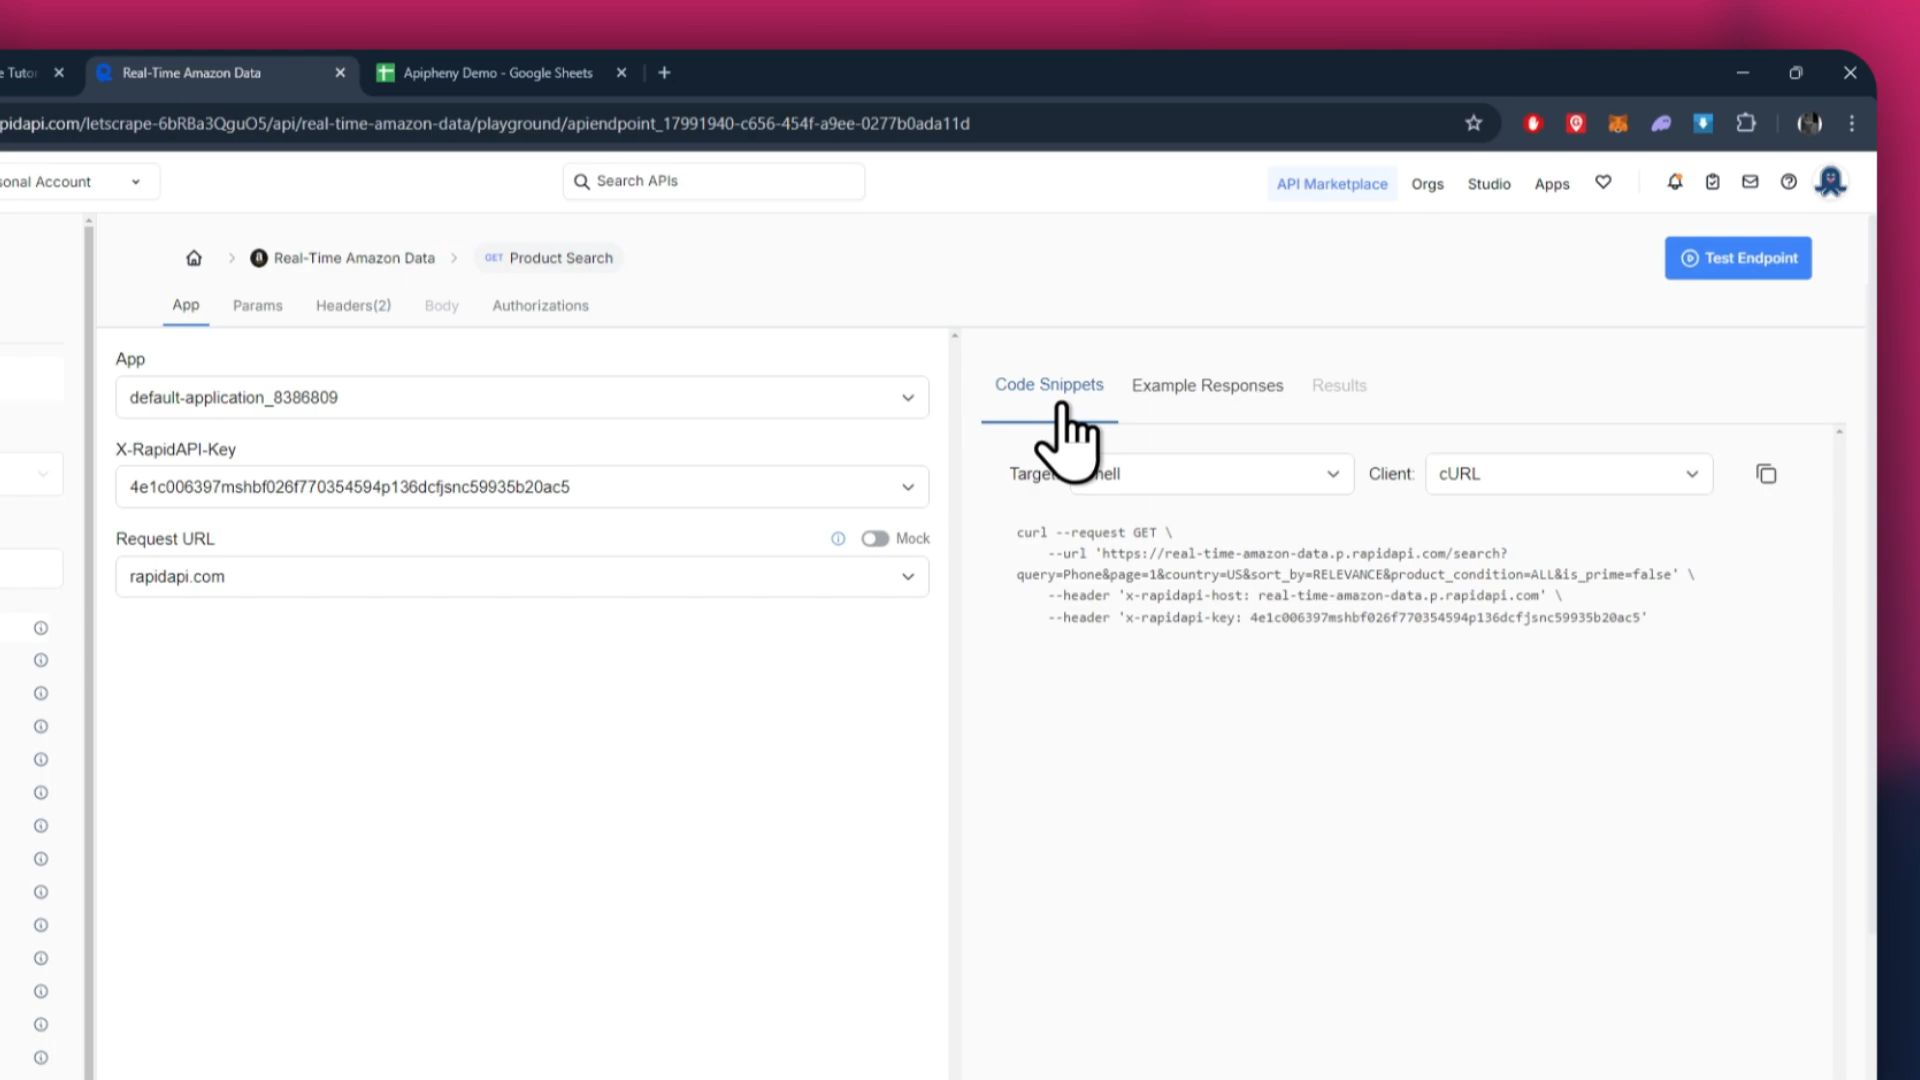 e Tutor
Real-Time Amazon Data
Apipheny Demo - Google Sheets
pidapi.com/letscrape-6bRBa3QguO5/api/real-time-amazon-data/playground/apiendpoint_17991940-c656-454f-a9ee-0277b0ada11d
sonal Account
Search APIs
API Marketplace
Orgs
Studio
Apps
Real-Time Amazon Data
GET Product Search
Test Endpoint
App
Params
Headers(2)
Body
Authorizations
App
default-application_8386809
X-RapidAPI-Key
4e1c006397mshbf026f770354594p136dcfjsnc59935b20ac5
Request URL
Mock
rapidapi.com
Code Snippets
Example Responses
Results
Targe
hell
Client:
cURL
curl --request GET \
--url 'https://real-time-amazon-data.p.rapidapi.com/search?
query=Phone&page=1&country=US&sort_by=RELEVANCE&product_condition=ALL&is_prime=false' \
--header 'x-rapidapi-host: real-time-amazon-data.p.rapidapi.com' \
--header 'x-rapidapi-key: 4e1c006397mshbf026f770354594p136dcfjsnc59935b20ac5'